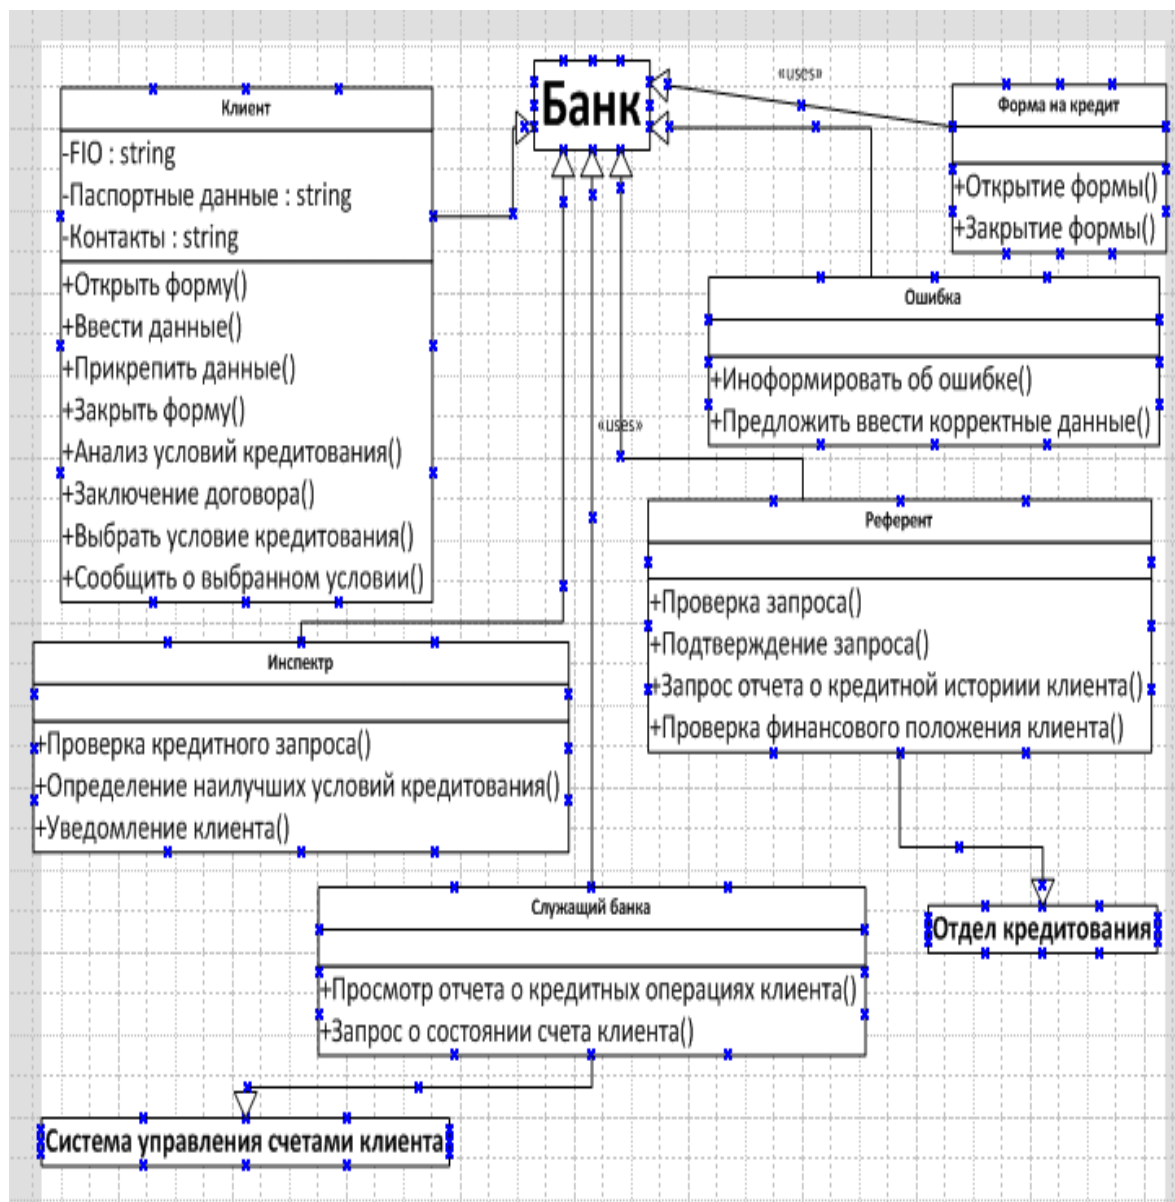 Банк
«uses»
Клиент
-FIO : string
-Паспортные данные : string
-Контакты : string
+Открыть форму()
+Ввести данные()
+Прикрепить данные()
+Закрыть форму()
+Анализ условий кредитования()
+Заключение договора()
+Выбрать условие кредитования()
+Сообщить о выбранном условии()
Форма на кредит
+Открытие формы()
+Закрытие формы()
Ошибка
+Иноформировать об ошибке()
+Предложить ввести корректные данные()
«uses»
Референт
+Проверка запроса()
+Подтверждение запроса()
+Запрос отчета о кредитной историии клиента()
+Проверка финансового положения клиента()
Инспектр
+Проверка кредитного запроса()
+Определение наилучших условий кредитования()
+Уведомление клиента()
Служащий банка
+Просмотр отчета о кредитных операциях клиента()
+Запрос о состоянии счета клиента()
Отдел кредитования
Система управления счетами клиента